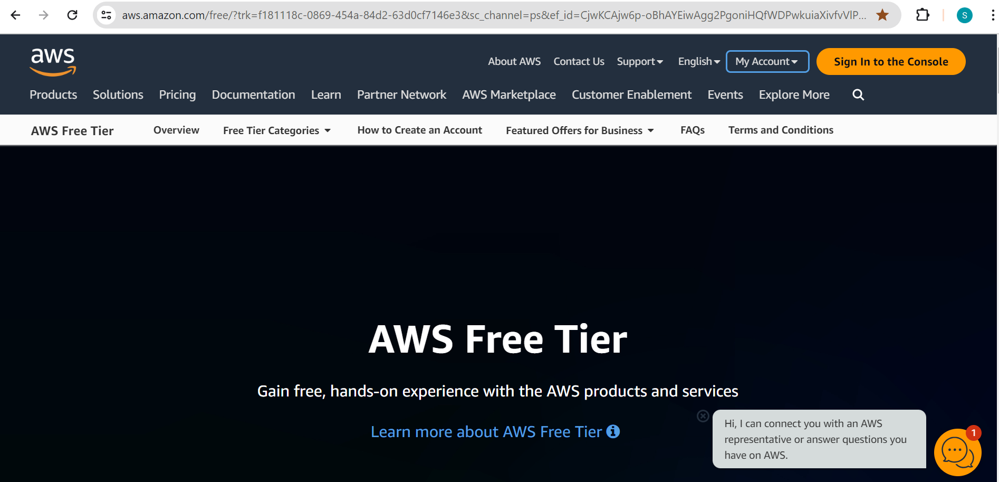 aws.amazon.com/free/?trk=f181118c-0869-454a-84d2-63d0cf7146e3&sc_channel=ps&ef_id=CjwKCAjw6p-oBhAYEiwAgg2PgoniHQfWDPwkuiaXivfvVlP...
S
aws
About AWS Contact Us Support English My Account Sign In to the Console
Products Solutions Pricing Documentation Learn Partner Network AWS Marketplace Customer Enablement Events Explore More
AWS Free Tier Overview Free Tier Categories How to Create an Account Featured Offers for Business FAQs Terms and Conditions
AWS Free Tier
Gain free, hands-on experience with the AWS products and services
Learn more about AWS Free Tier
Hi, I can connect you with an AWS
representative or answer questions you
have on AWS.
1